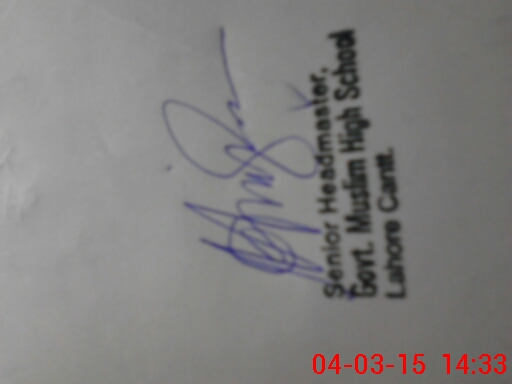 Senior Headmaster,
Govt. Muslim High School
Lahore Cantt.
04-03-15 14:33